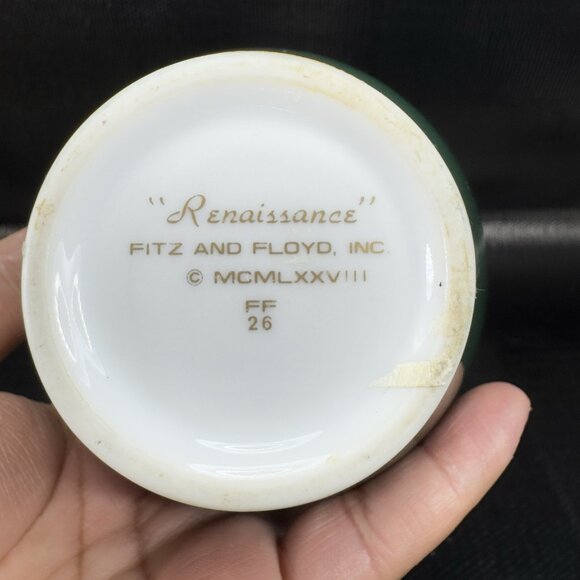 "Renaissance"
FITZ AND FLOYD, INC.
© MCMLXXVIII
FF
26